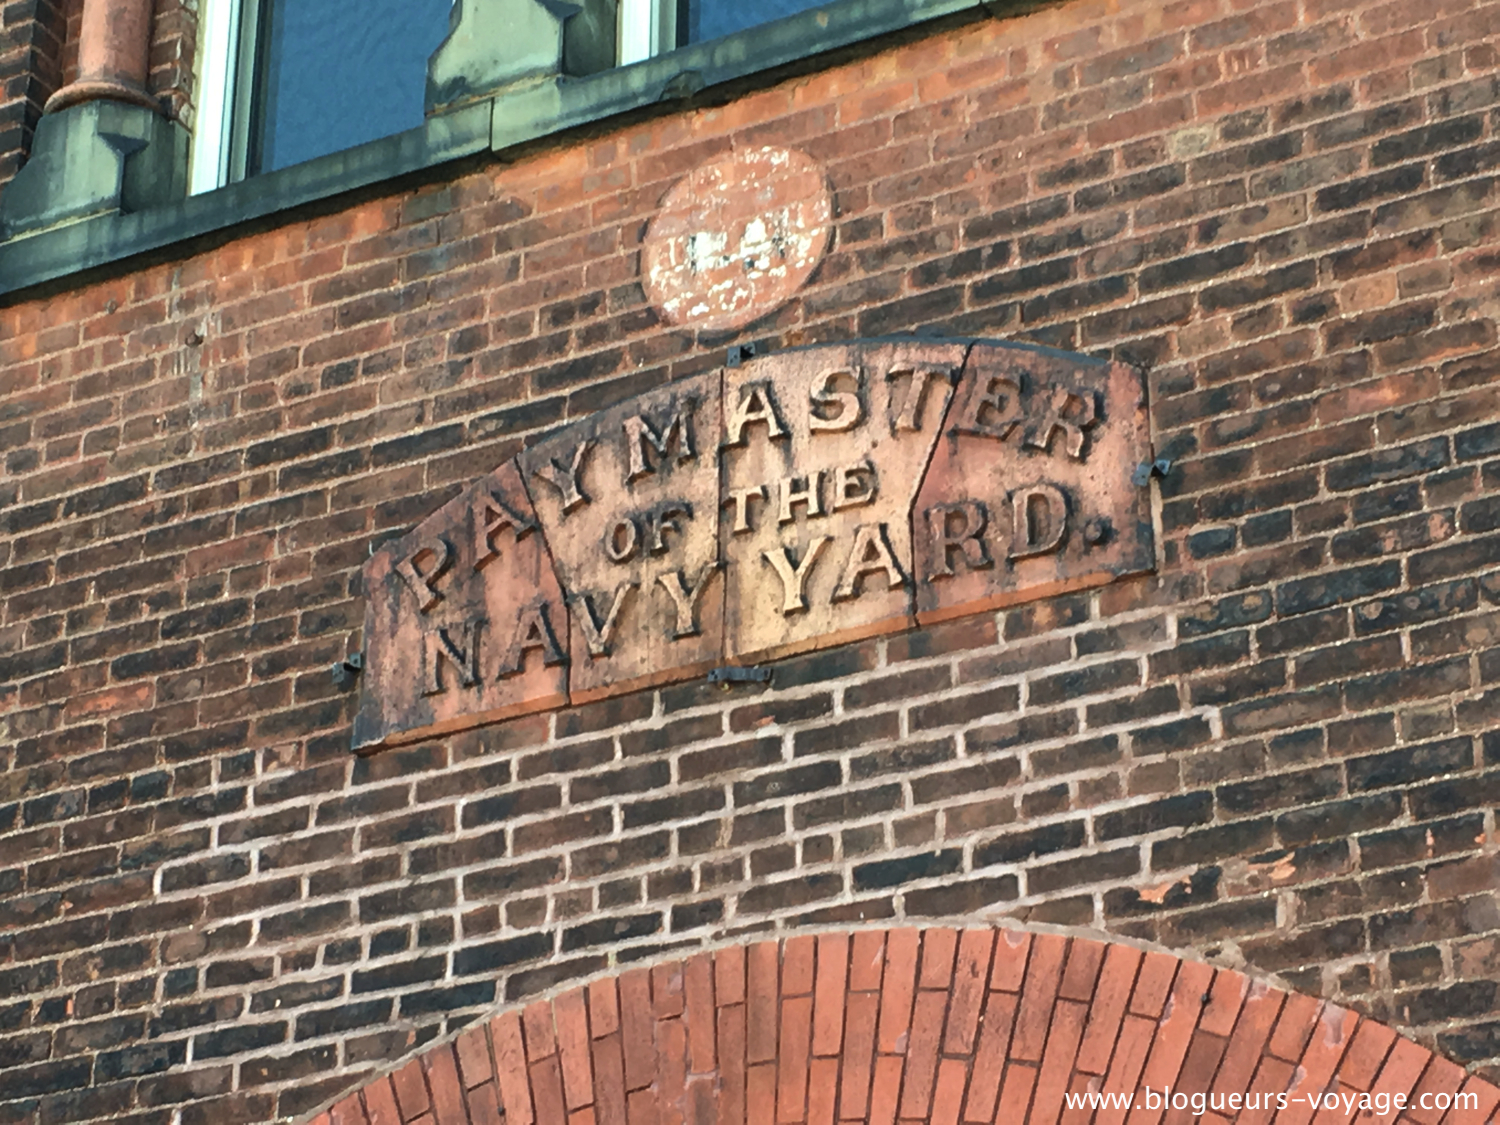 PAYMASTER
OF THE
NAVY YARD.
www.blogueurs-voyage.com